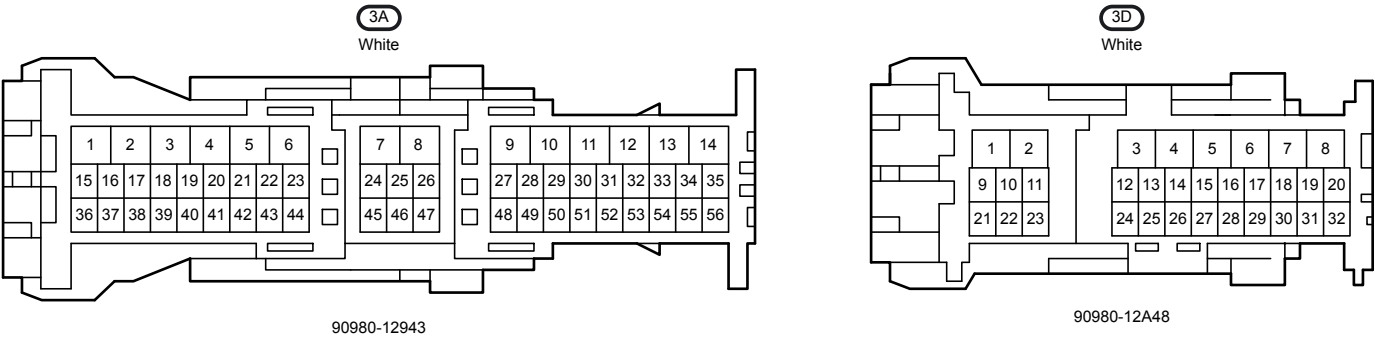 3A
White
1 2 3 4 5 6 7 8 9 10 11 12 13 14
15 16 17 18 19 20 21 22 23 24 25 26 27 28 29 30 31 32 33 34 35
36 37 38 39 40 41 42 43 44 45 46 47 48 49 50 51 52 53 54 55 56
90980-12943
3D
White
1 2 3 4 5 6 7 8
9 10 11 12 13 14 15 16 17 18 19 20
21 22 23 24 25 26 27 28 29 30 31 32
90980-12A48